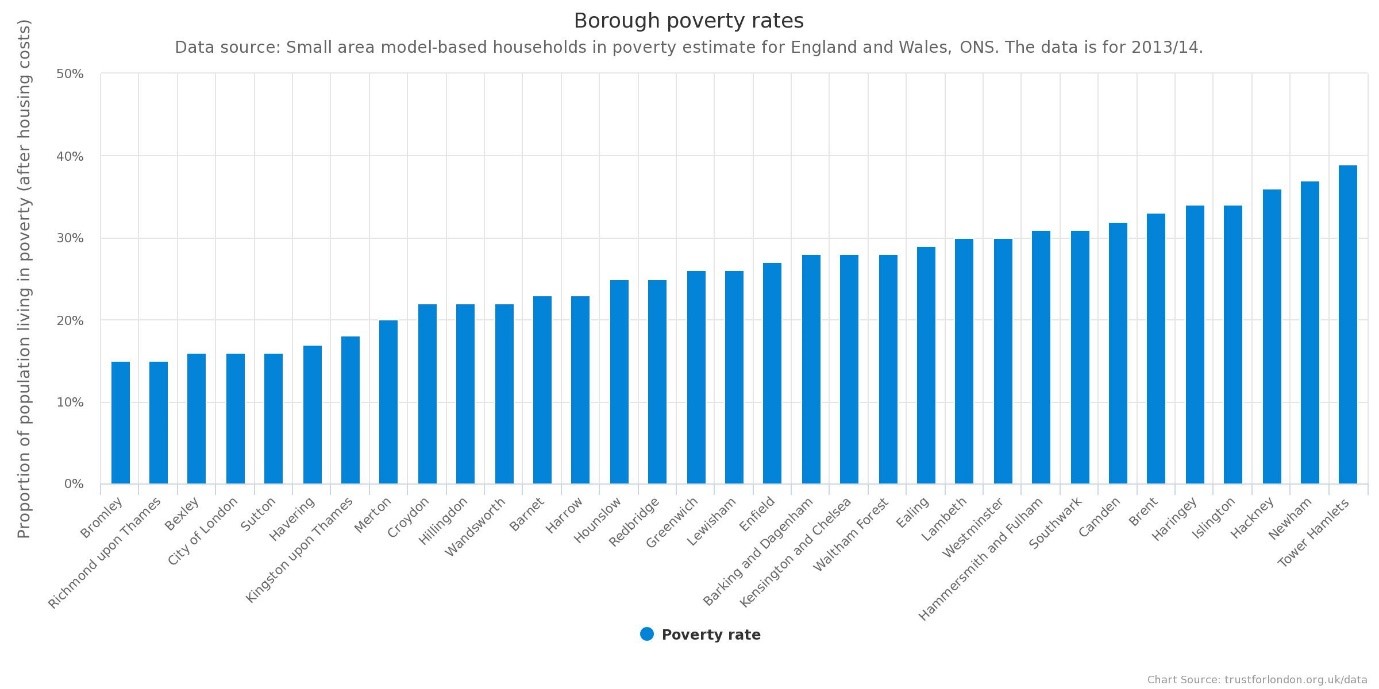 Borough poverty rates
Data source: Small area model-based households in poverty estimate for England and Wales, ONS. The data is for 2013/14.
Proportion of population living in poverty (after housing costs)
50%
40%
30%
20%
10%
0%
Bromley
Richmond upon Thames
Bexley
City of London
Sutton
Havering
Kingston upon Thames
Merton
Croydon
Hillingdon
Wandsworth
Barnet
Harrow
Hounslow
Redbridge
Greenwich
Lewisham
Enfield
Barking and Dagenham
Kensington and Chelsea
Waltham Forest
Ealing
Lambeth
Westminster
Hammersmith and Fulham
Southwark
Camden
Brent
Haringey
Islington
Hackney
Newham
Tower Hamlets
Poverty rate
Chart Source: trustforlondon.org.uk/data